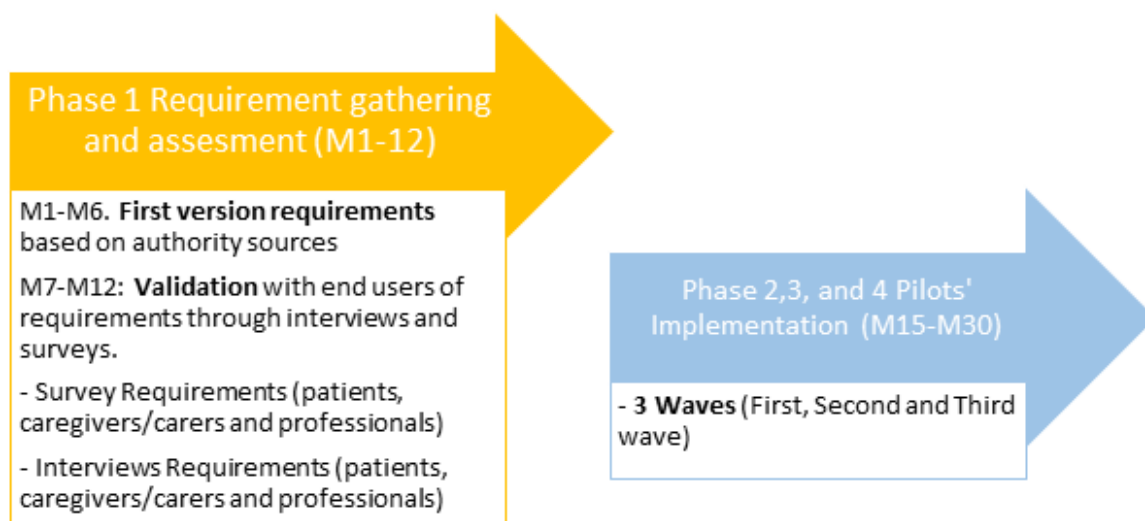 Phase 1 Requirement gathering
and assesment (M1-12)
M1-M6. First version requirements
based on authority sources
M7-M12: Validation with end users of
requirements through interviews and
surveys.
- Survey Requirements (patients,
caregivers/carers and professionals)
- Interviews Requirements (patients,
caregivers/carers and professionals)
Phase 2,3, and 4 Pilots'
Implementation (M15-M30)
- 3 Waves (First, Second and Third
wave)